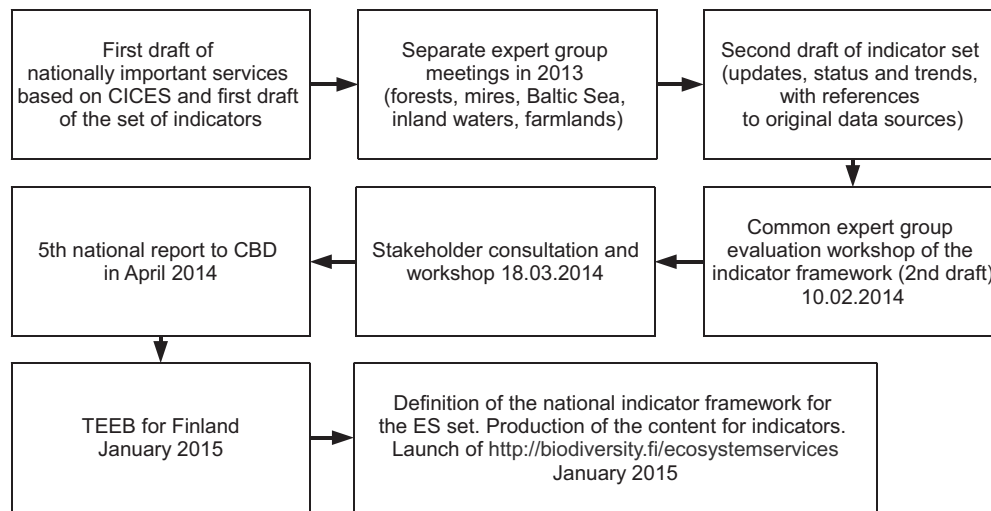 First draft of
nationally important services
based on CICES and first draft
of the set of indicators
Separate expert group
meetings in 2013
(forests, mires, Baltic Sea,
inland waters, farmlands)
Second draft of indicator set
(updates, status and trends,
with references
to original data sources)
Common expert group
evaluation workshop of the
indicator framework (2nd draft)
10.02.2014
Stakeholder consultation and
workshop 18.03.2014
5th national report to CBD
in April 2014
TEEB for Finland
January 2015
Definition of the national indicator framework for
the ES set. Production of the content for indicators.
Launch of http://biodiversity.fi/ecosystemservices
January 2015